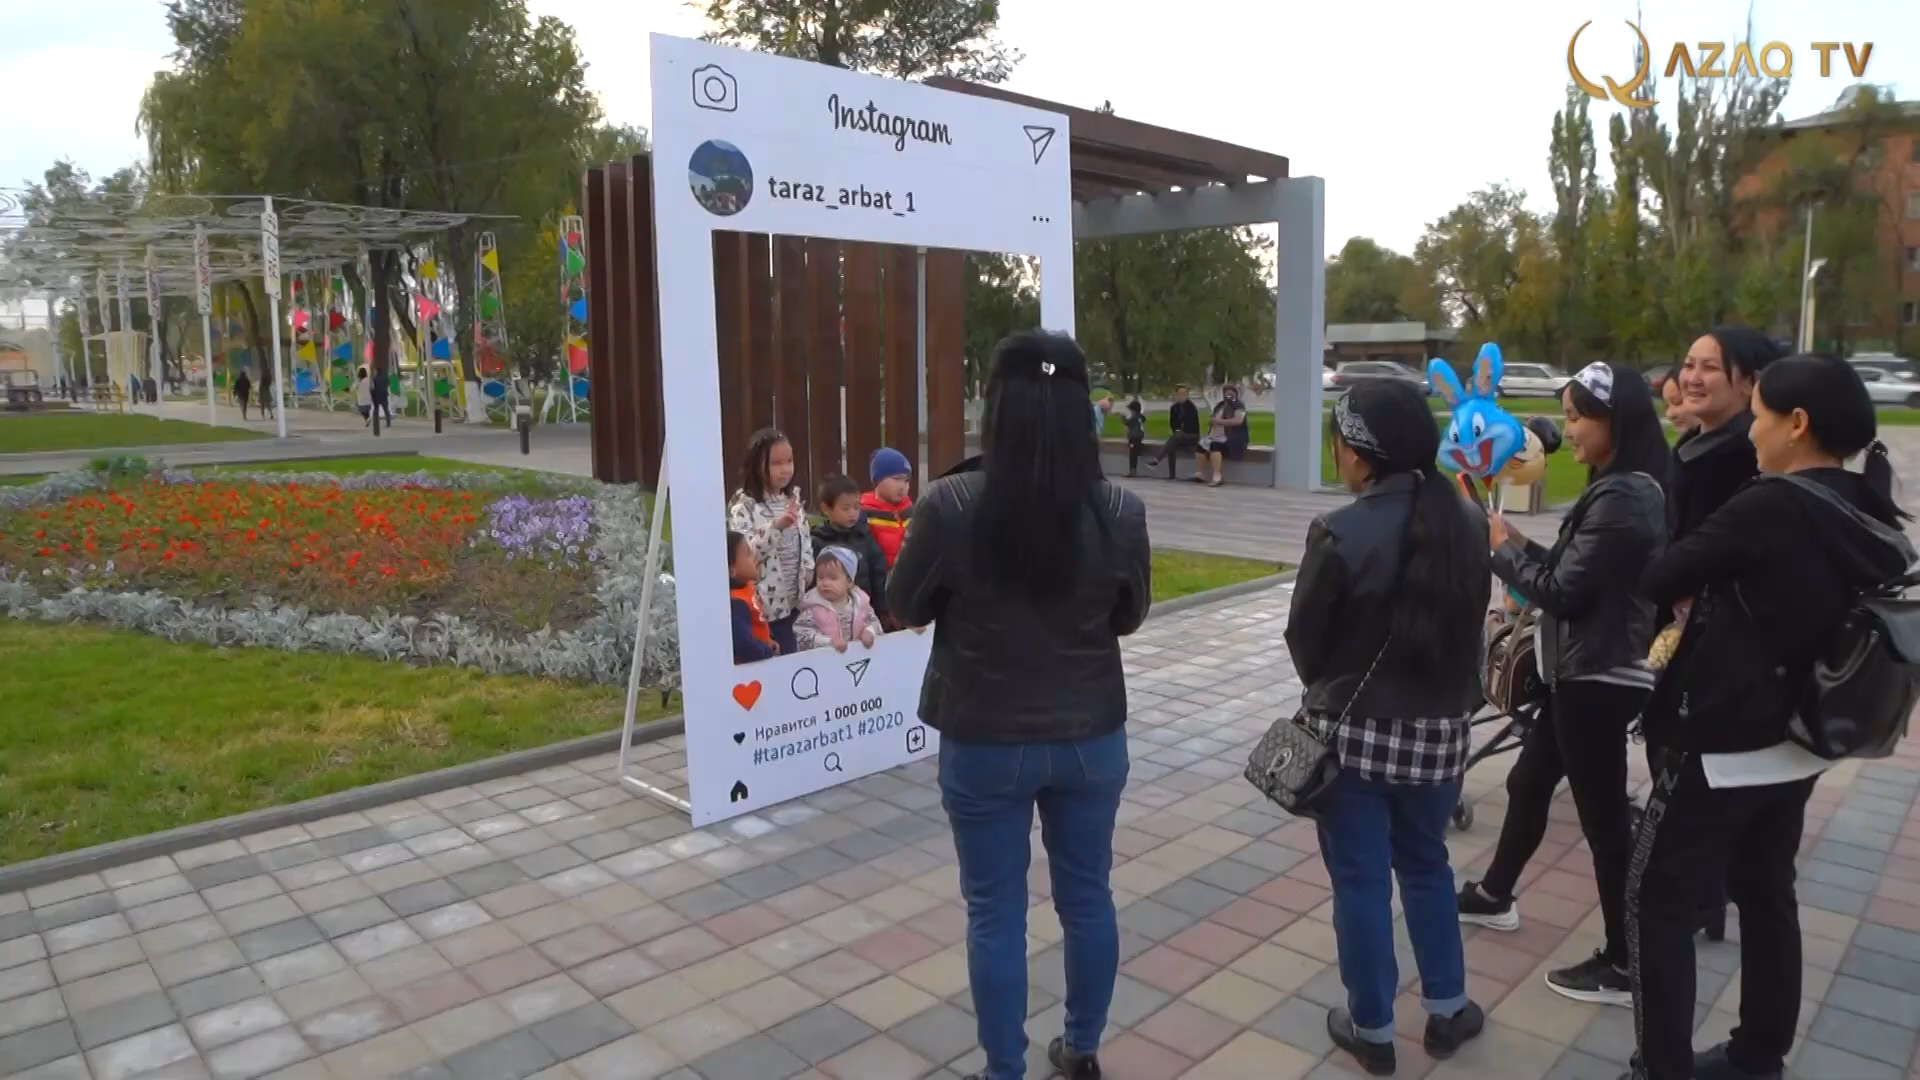 QAZAQ TV
Instagram
taraz_arbat_1
Нравится 1 000 000
#tarazarbat1 #2020